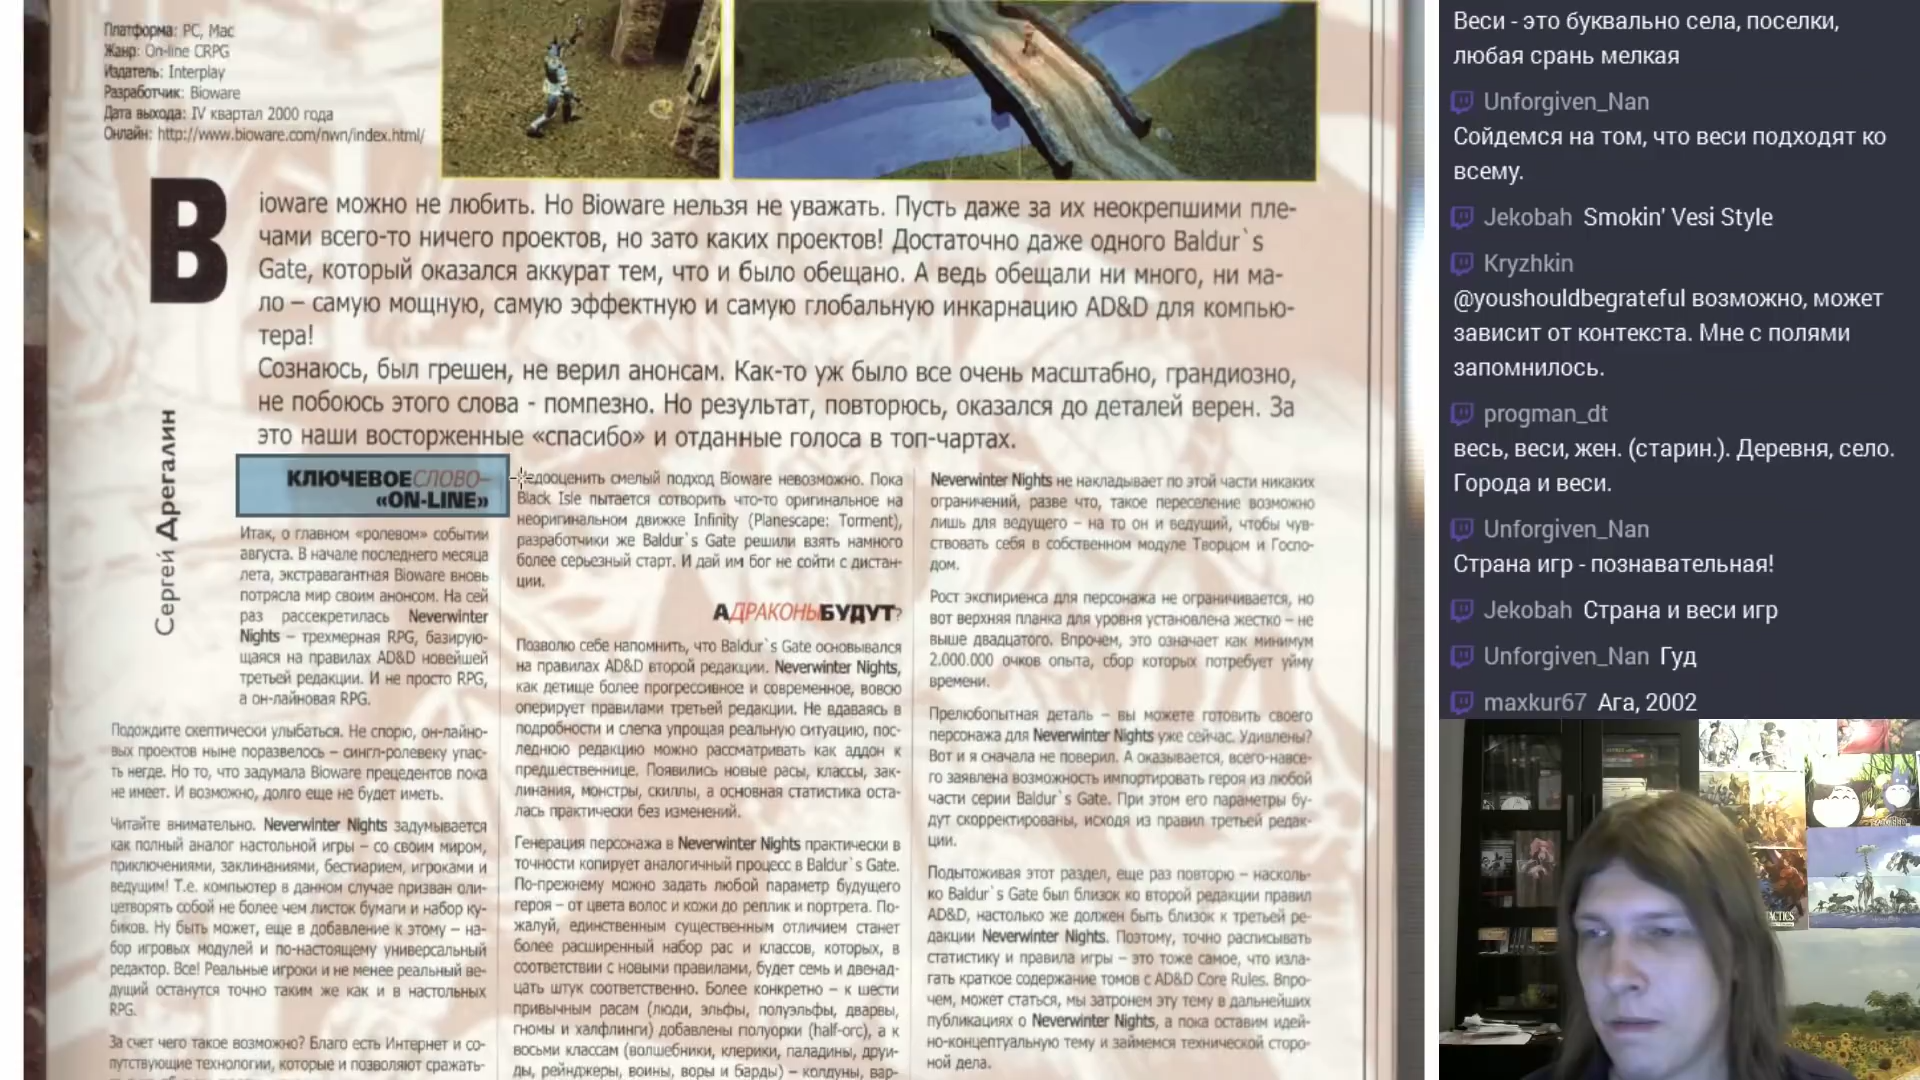 Платформа: PC, Mac
Жанр: On-line CRPG
Издатель: Interplay
Разработчик: Bioware
Дата выхода: IV квартал 2000 года
Онлайн: http://www.bioware.com/nwn/index.html/
Bioware можно не любить. Но Bioware нельзя не уважать. Пусть даже за их неокрепшими пле-
чами всего-то ничего проектов, но зато каких проектов! Достаточно даже одного Baldur`s
Gate, который оказался аккурат тем, что и было обещано. А ведь обещали ни много, ни ма-
ло – самую мощную, самую эффектную и самую глобальную инкарнацию AD&D для компью-
тера!
Сознаюсь, был грешен, не верил анонсам. Как-то уж было все очень масштабно, грандиозно,
не побоюсь этого слова - помпезно. Но результат, повторюсь, оказался до деталей верен. За
это наши восторженные «спасибо» и отданные голоса в топ-чартах.
Сергей Дрегалин
КЛЮЧЕВОЕСЛОВО–
«ON-LINE»
Итак, о главном «ролевом» событии
августа. В начале последнего месяца
лета, экстравагантная Bioware вновь
потрясла мир своим анонсом. На сей
раз рассекретилась Neverwinter
Nights – трехмерная RPG, базирую-
щаяся на правилах AD&D новейшей
третьей редакции. И не просто RPG,
а он-лайновая RPG.
Подождите скептически улыбаться. Не спорю, он-лайно-
вых проектов ныне поразвелось – сингл-ролевеку упас-
ть негде. Но то, что задумала Bioware прецедентов пока
не имеет. И возможно, долго еще не будет иметь.
Читайте внимательно. Neverwinter Nights задумывается
как полный аналог настольной игры – со своим миром,
приключениями, заклинаниями, бестиарием, игроками и
ведущим! Т.е. компьютер в данном случае призван оли-
цетворять собой не более чем листок бумаги и набор ку-
биков. Ну быть может, еще в добавление к этому – на-
бор игровых модулей и по-настоящему универсальный
редактор. Все! Реальные игроки и не менее реальный ве-
дущий останутся точно таким же как и в настольных
RPG.
За счет чего такое возможно? Благо есть Интернет и со-
путствующие технологии, которые и позволяют сражать-
Недооценить смелый подход Bioware невозможно. Пока
Black Isle пытается сотворить что-то оригинальное на
неоригинальном движке Infinity (Planescape: Torment),
разработчики же Baldur`s Gate решили взять намного
более серьезный старт. И дай им бог не сойти с дистан-
ции.
АДРАКОНЫБУДУТ?
Позволю себе напомнить, что Baldur`s Gate основывался
на правилах AD&D второй редакции. Neverwinter Nights,
как детище более прогрессивное и современное, вовсю
оперирует правилами третьей редакции. Не вдаваясь в
подробности и слегка упрощая реальную ситуацию, пос-
леднюю редакцию можно рассматривать как аддон к
предшественнице. Появились новые расы, классы, зак-
линания, монстры, скиллы, а основная статистика оста-
лась практически без изменений.
Генерация персонажа в Neverwinter Nights практически в
точности копирует аналогичный процесс в Baldur`s Gate.
По-прежнему можно задать любой параметр будущего
героя – от цвета волос и кожи до реплик и портрета. По-
жалуй, единственным существенным отличием станет
более расширенный набор рас и классов, которых, в
соответствии с новыми правилами, будет семь и двенад-
цать штук соответственно. Более конкретно – к шести
привычным расам (люди, эльфы, полуэльфы, дварвы,
гномы и халфлинги) добавлены полуорки (half-orc), а к
восьми классам (волшебники, клерики, паладины, друи-
ды, рейнджеры, воины, воры и барды) – колдуны, вар-
Neverwinter Nights не накладывает по этой части никаких
ограничений, разве что, такое переселение возможно
лишь для ведущего – на то он и ведущий, чтобы чув-
ствовать себя в собственном модуле Творцом и Госпо-
дом.
Рост экспириенса для персонажа не ограничивается, но
вот верхняя планка для уровня установлена жестко – не
выше двадцатого. Впрочем, это означает как минимум
2.000.000 очков опыта, сбор которых потребует уйму
времени.
Прелюбопытная деталь – вы можете готовить своего
персонажа для Neverwinter Nights уже сейчас. Удивлены?
Вот и я сначала не поверил. А оказывается, всего-навсе-
го заявлена возможность импортировать героя из любой
части серии Baldur`s Gate. При этом его параметры бу-
дут скорректированы, исходя из правил третьей редак-
ции.
Подытоживая этот раздел, еще раз повторю – насколь-
ко Baldur`s Gate был близок ко второй редакции правил
AD&D, настолько же должен быть близок к третьей ре-
дакции Neverwinter Nights. Поэтому, точно расписывать
статистику и правила игры – это тоже самое, что изла-
гать краткое содержание томов с AD&D Core Rules. Впро-
чем, может статься, мы затронем эту тему в дальнейших
публикациях о Neverwinter Nights, а пока оставим идей-
но-концептуальную тему и займемся технической сторо-
ной дела.
Веси - это буквально села, поселки,
любая срань мелкая
Unforgiven_Nan
Сойдемся на том, что веси подходят ко
всему.
Jekobah Smokin' Vesi Style
Kryzhkin
@youshouldbegrateful возможно, может
зависит от контекста. Мне с полями
запомнилось.
progman_dt
весь, веси, жен. (старин.). Деревня, село.
Города и веси.
Unforgiven_Nan
Страна игр - познавательная!
Jekobah Страна и веси игр
Unforgiven_Nan Гуд
maxkur67 Ага, 2002
TACTICS